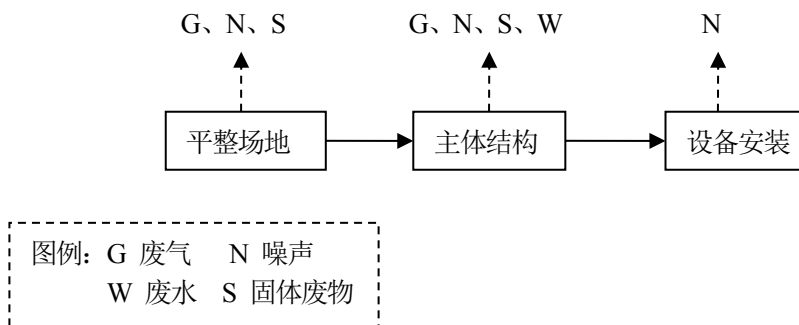 G、N、S
G、N、S、W
N
平整场地
主体结构
设备安装
图例：G 废气 N 噪声
W 废水 S 固体废物